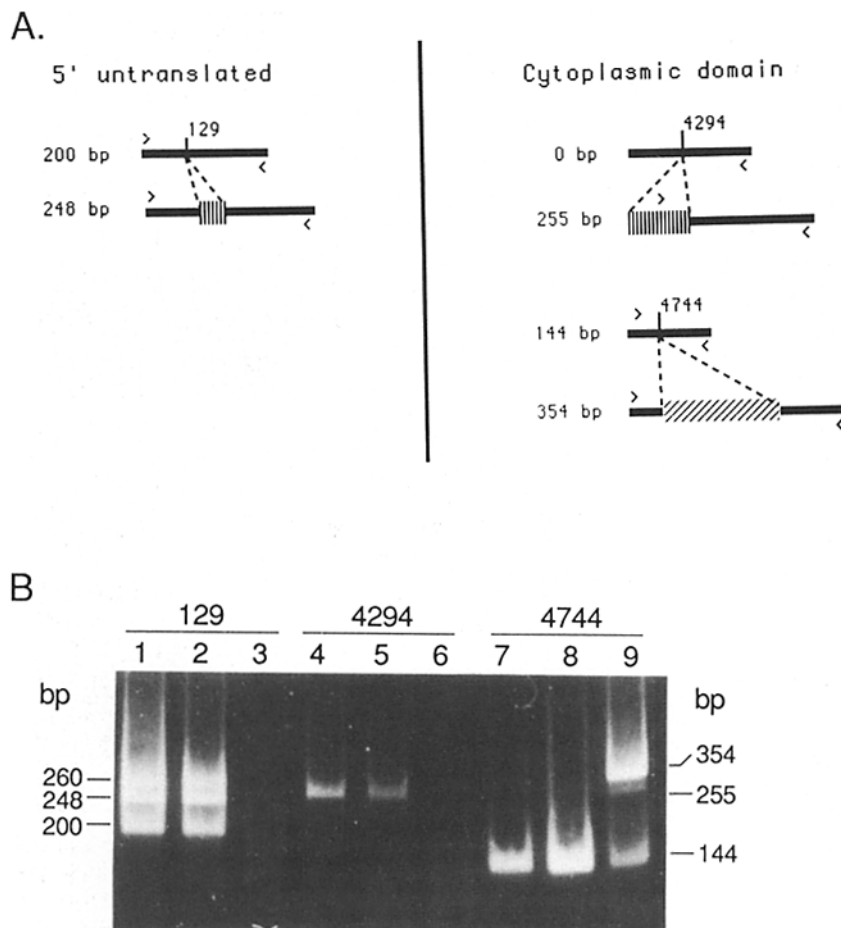 A.
5' untranslated
129
200 bp
248 bp
Cytoplasmic domain
4294
0 bp
255 bp
4744
144 bp
354 bp
B
129 4294 4744
1 2 3 4 5 6 7 8 9
bp bp
260
248
200
354
255
144